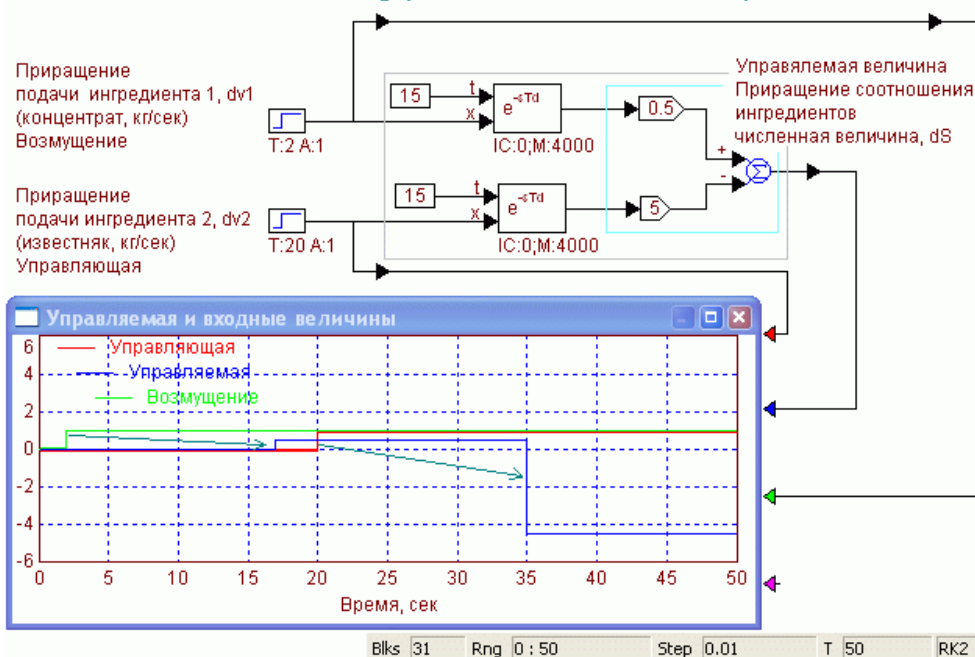 Приращение
подачи ингредиента 1, dv1
(концентрат, кг/сек)
Возмущение
T:2 A:1
15
t
x
e^-sTd
IC:0;M:4000
0.5
Управялемая величина
Приращение соотношения
ингредиентов
численная величина, dS
+
-
Σ
Приращение
подачи ингредиента 2, dv2
(известняк, кг/сек)
Управляющая
T:20 A:1
15
t
x
e^-sTd
IC:0;M:4000
5
Управляемая и входные величины
Управляющая
Управляемая
Возмущение
6
4
2
0
-2
-4
-6
0 5 10 15 20 25 30 35 40 45 50
Время, сек
Blks 31 Rng 0 : 50 Step 0.01 T 50 RK2